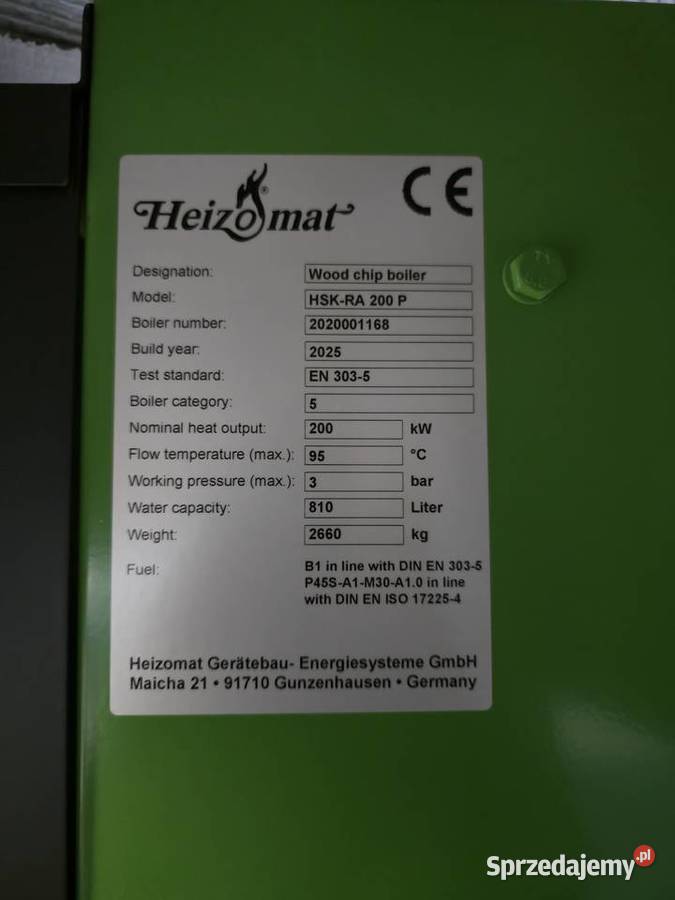 Heizomat® CE
Designation: Wood chip boiler
Model: HSK-RA 200 P
Boiler number: 2020001168
Build year: 2025
Test standard: EN 303-5
Boiler category: 5
Nominal heat output: 200 kW
Flow temperature (max.): 95 °C
Working pressure (max.): 3 bar
Water capacity: 810 Liter
Weight: 2660 kg
Fuel: B1 in line with DIN EN 303-5
P45S-A1-M30-A1.0 in line
with DIN EN ISO 17225-4
Heizomat Gerätebau- Energiesysteme GmbH
Maicha 21 • 91710 Gunzenhausen • Germany
Sprzedajemy.pl